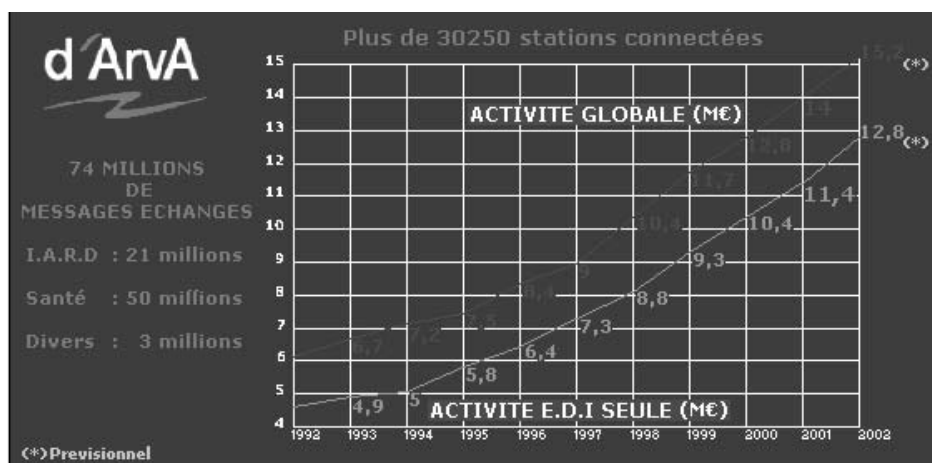 d'ArvA
74 MILLIONS
DE
MESSAGES ECHANGES
I.A.R.D : 21 millions
Santé : 50 millions
Divers : 3 millions
(*)Previsionnel
Plus de 30250 stations connectées
ACTIVITE GLOBALE (M€)
15
14
13
12
11
10
9
8
7
6
5
4
6,7
7,2
7,5
8,4
9
10,4
11,7
12,8
14
15,2
(*)
4,9
5
5,8
6,4
7,3
8,8
9,3
10,4
11,4
12,8
(*)
ACTIVITE E.D.I SEULE (M€)
1992 1993 1994 1995 1996 1997 1998 1999 2000 2001 2002